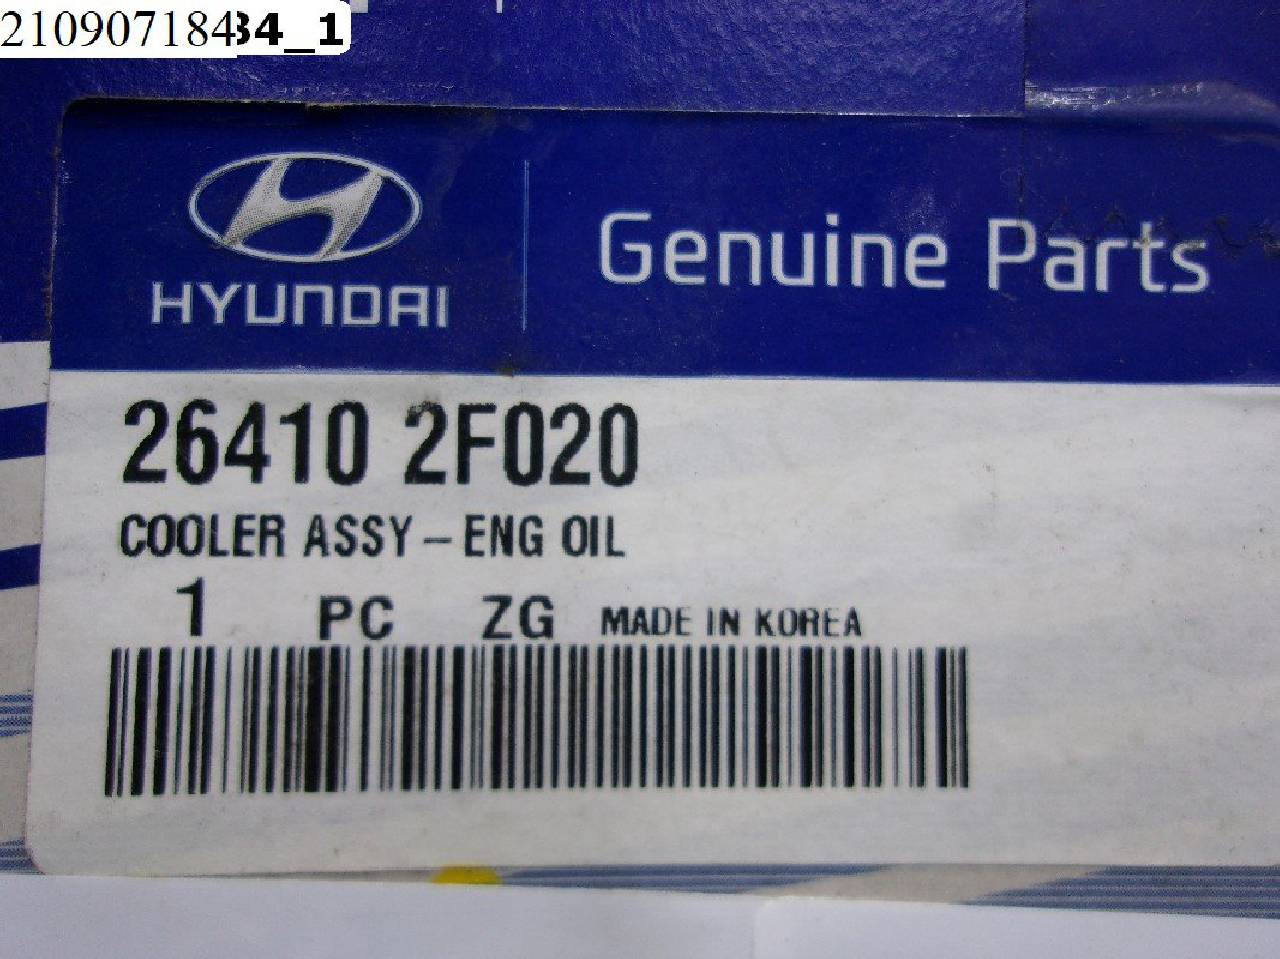 21090718434_1
HYUNDAI
Genuine Parts
26410 2F020
COOLER ASSY-ENG OIL
1 PC ZG MADE IN KOREA